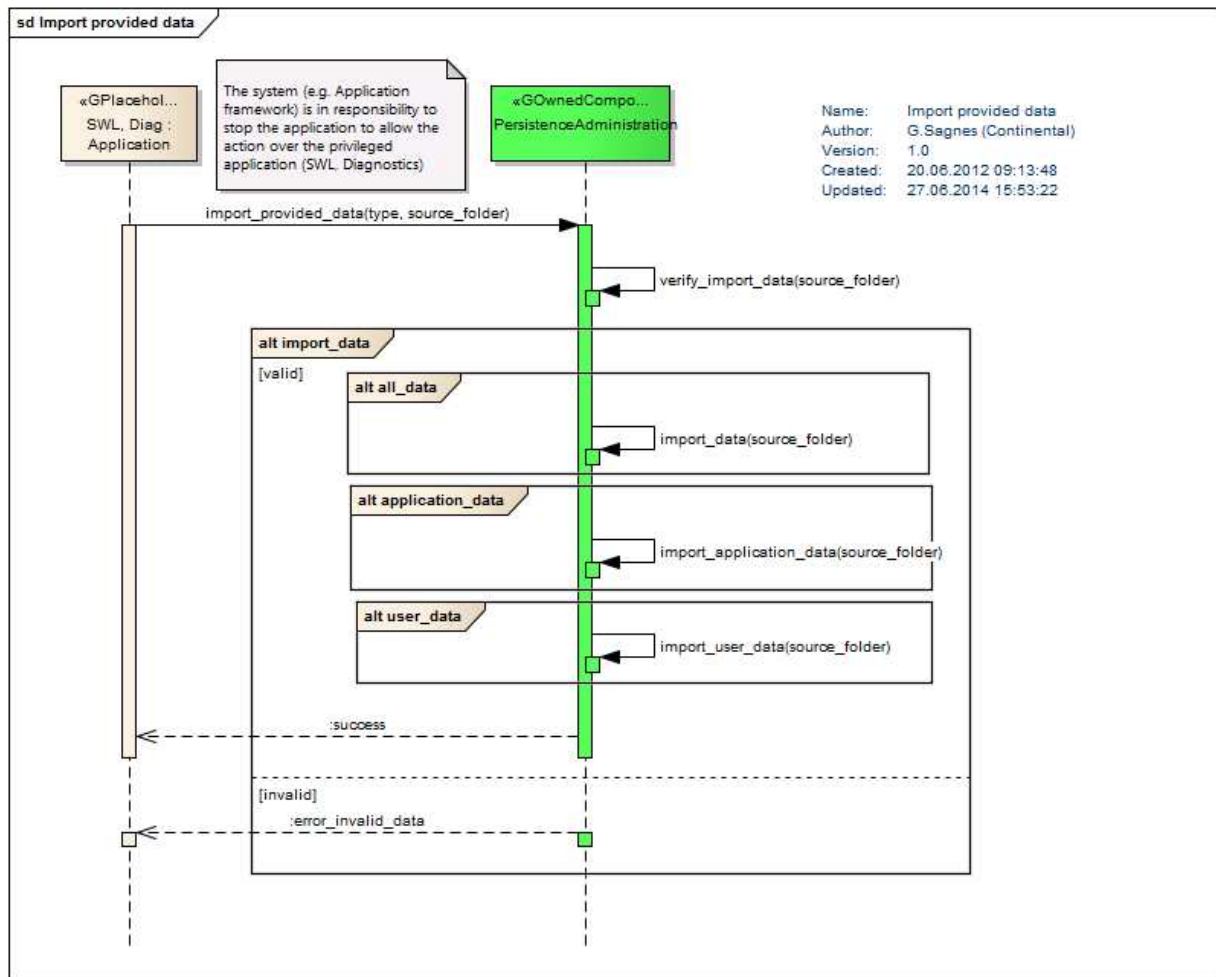 sd Import provided data
«GPlacehol...
SWL, Diag :
Application
The system (e.g. Application
framework) is in responsibility to
stop the application to allow the
action over the privileged
application (SWL, Diagnostics)
«GOwnedCompo...
PersistenceAdministration
Name: Import provided data
Author: G.Sagnes (Continental)
Version: 1.0
Created: 20.06.2012 09:13:48
Updated: 27.06.2014 15:53:22
import_provided_data(type, source_folder)
verify_import_data(source_folder)
alt import_data
[valid]
alt all_data
import_data(source_folder)
alt application_data
import_application_data(source_folder)
alt user_data
import_user_data(source_folder)
:success
[invalid]
:error_invalid_data